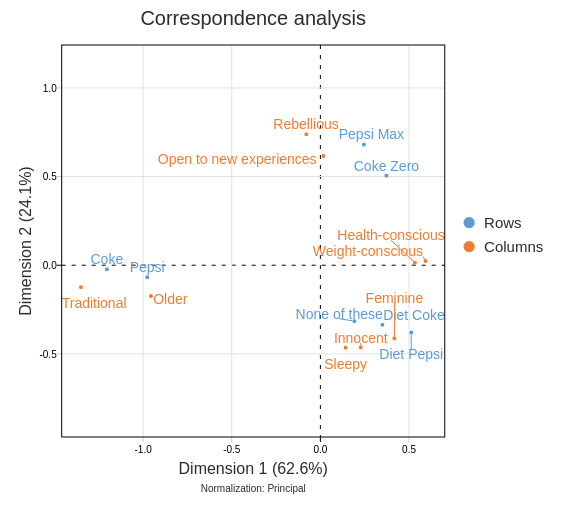 Correspondence analysis
1.0
Rebellious
Pepsi Max
Open to new experiences
Coke Zero
0.5
Health-conscious
Weight-conscious
Rows
Columns
Dimension 2 (24.1%)
Coke
Pepsi
0.0
Traditional
Older
Feminine
None of these
Diet Coke
Innocent
-0.5
Diet Pepsi
Sleepy
-1.0
-0.5
0.0
0.5
Dimension 1 (62.6%)
Normalization: Principal